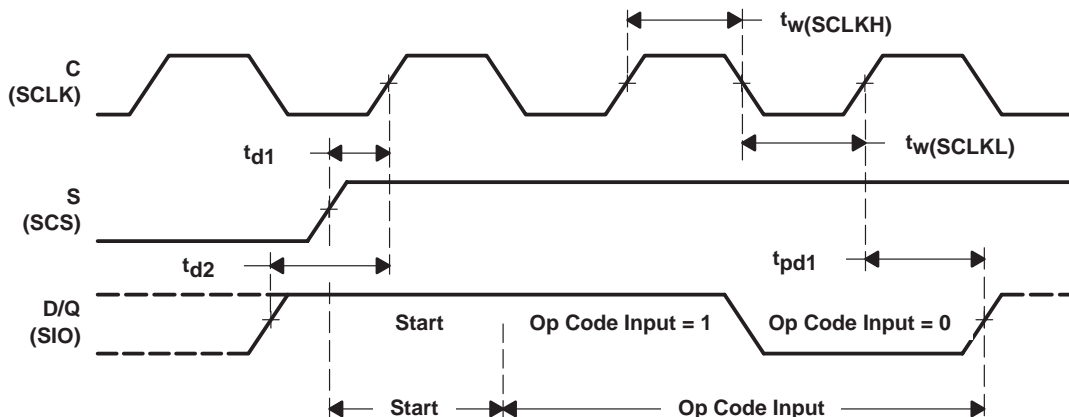 tw(SCLKH)
C
(SCLK)
td1
tw(SCLKL)
S
(SCS)
td2
tpd1
D/Q
(SIO)
Start
Op Code Input = 1
Op Code Input = 0
Start
Op Code Input